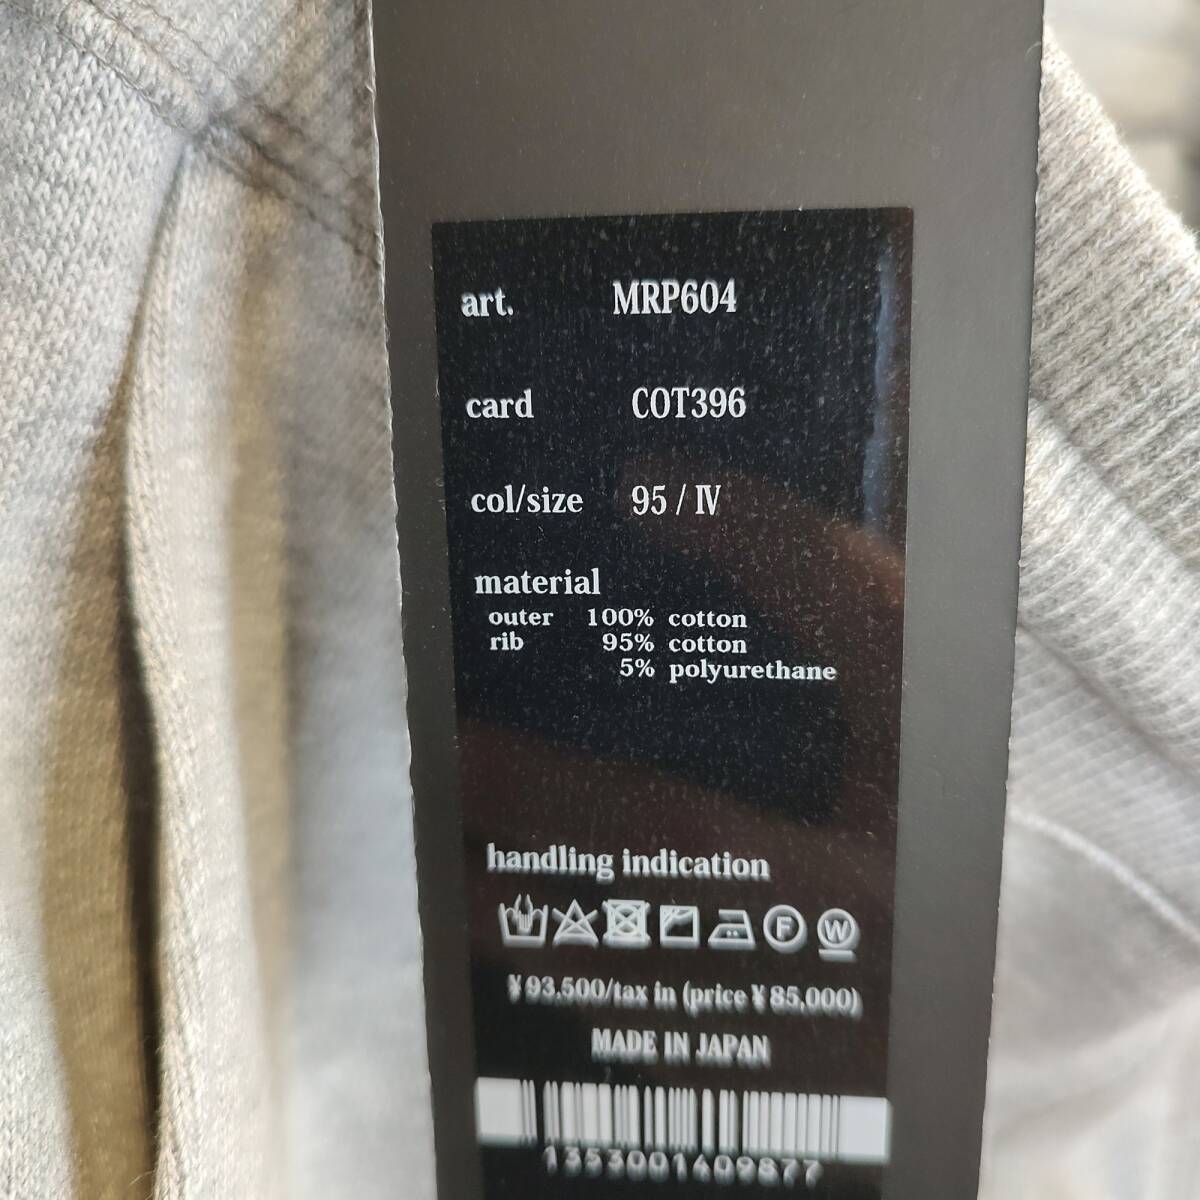 art. MRP604
card COT396
col/size 95 / Ⅳ
material
outer 100% cotton
rib 95% cotton
5% polyurethane
handling indication
F W
¥93,500/tax in (price ¥85,000)
MADE IN JAPAN
1353001409877